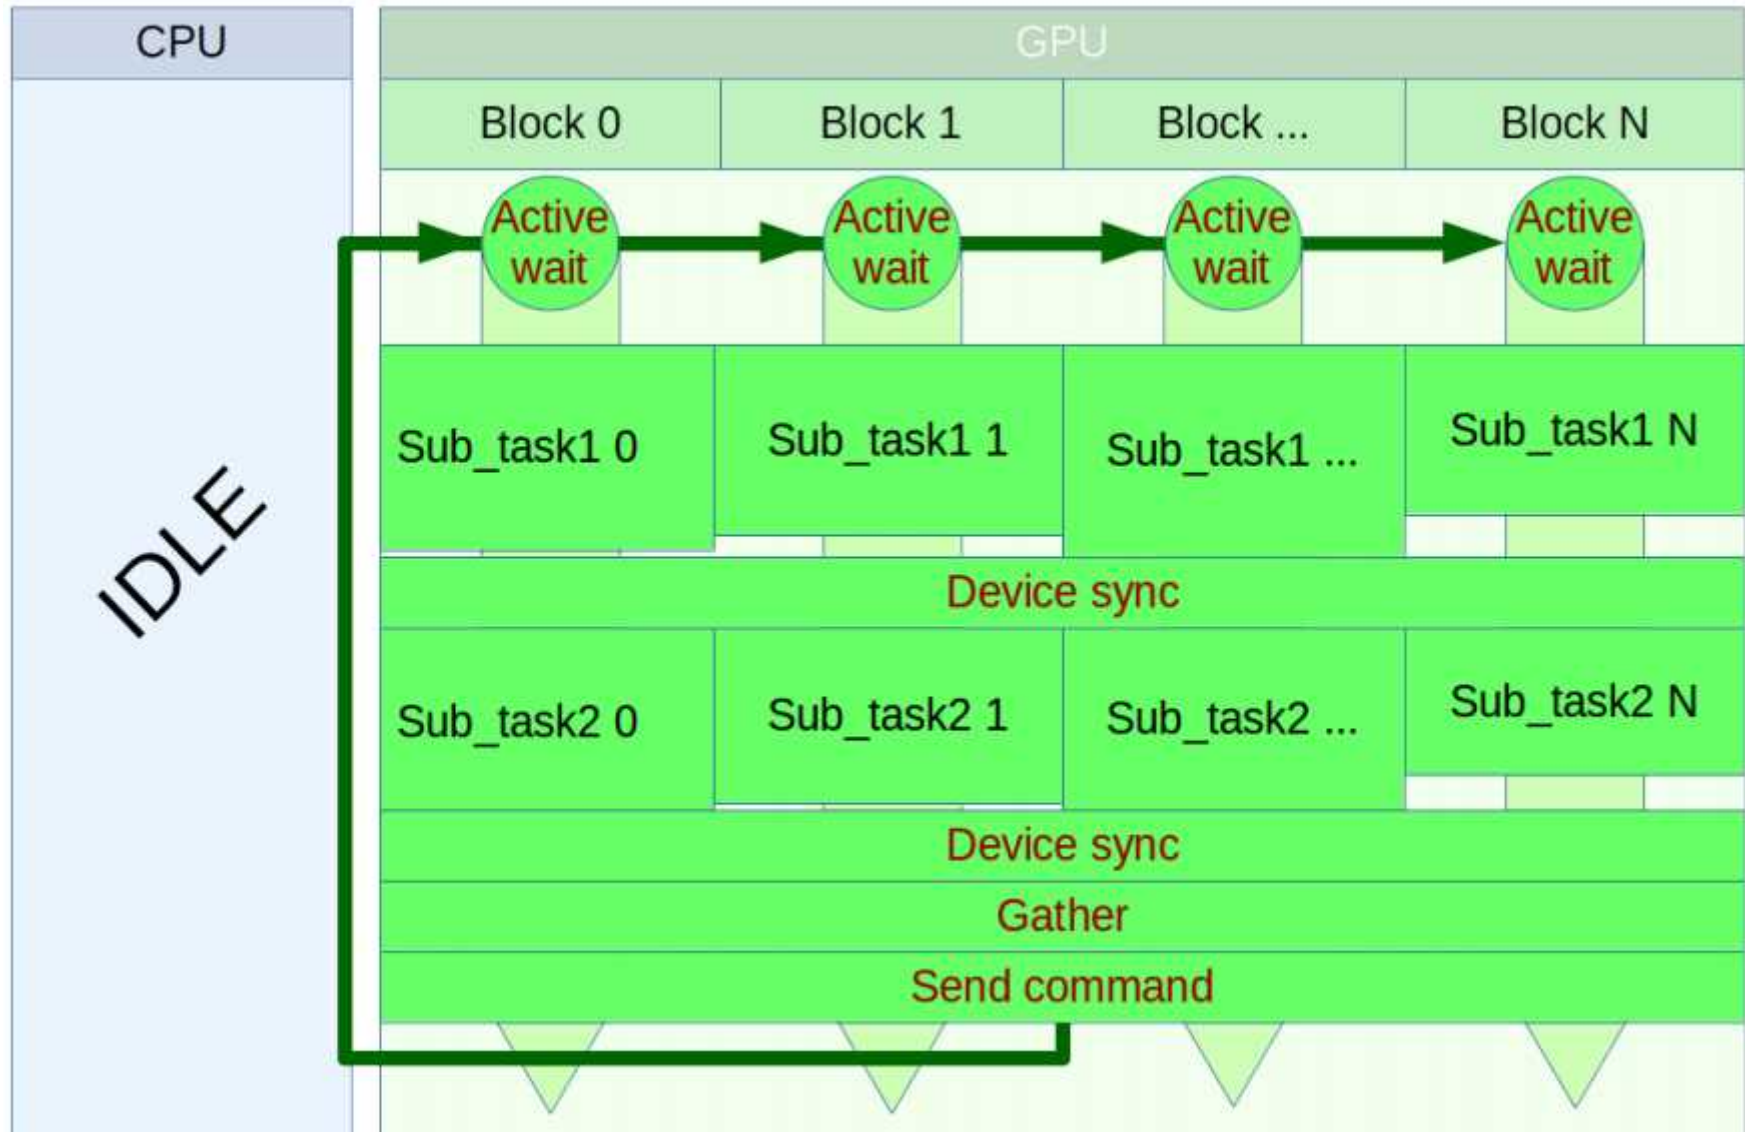 CPU
GPU
Block 0
Block 1
Block ...
Block N
Active
wait
Active
wait
Active
wait
Active
wait
IDLE
Sub_task1 0
Sub_task1 1
Sub_task1 ...
Sub_task1 N
Device sync
Sub_task2 0
Sub_task2 1
Sub_task2 ...
Sub_task2 N
Device sync
Gather
Send command